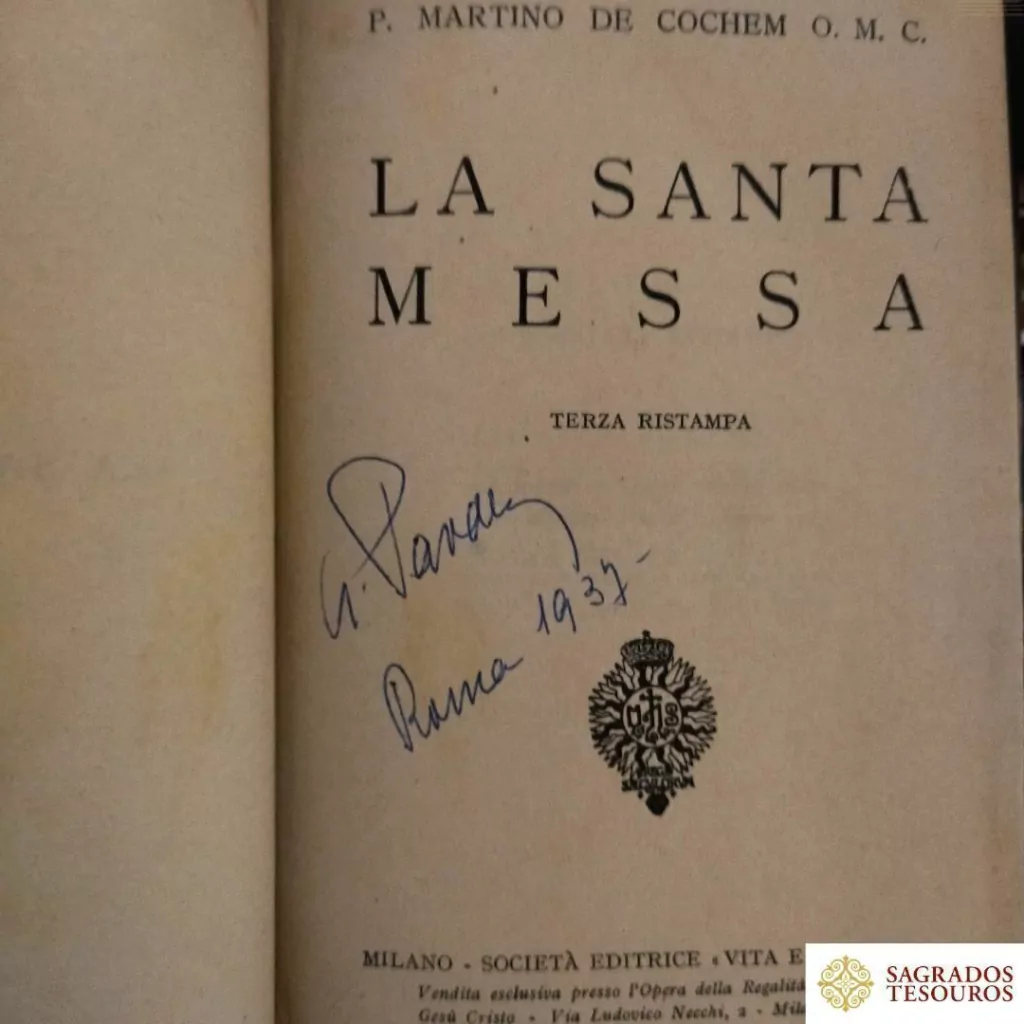 P. MARTINO DE COCHEM O. M. C.
LA SANTA
MESSA
TERZA RISTAMPA
Roma 1937
MILANO - SOCIETÀ EDITRICE «VITA E
Vendita esclusiva presso l'Opera della Regalità
Gesù Cristo - Via Ludovico Necchi, 2 - Mila
SAGRADOS
TESOUROS